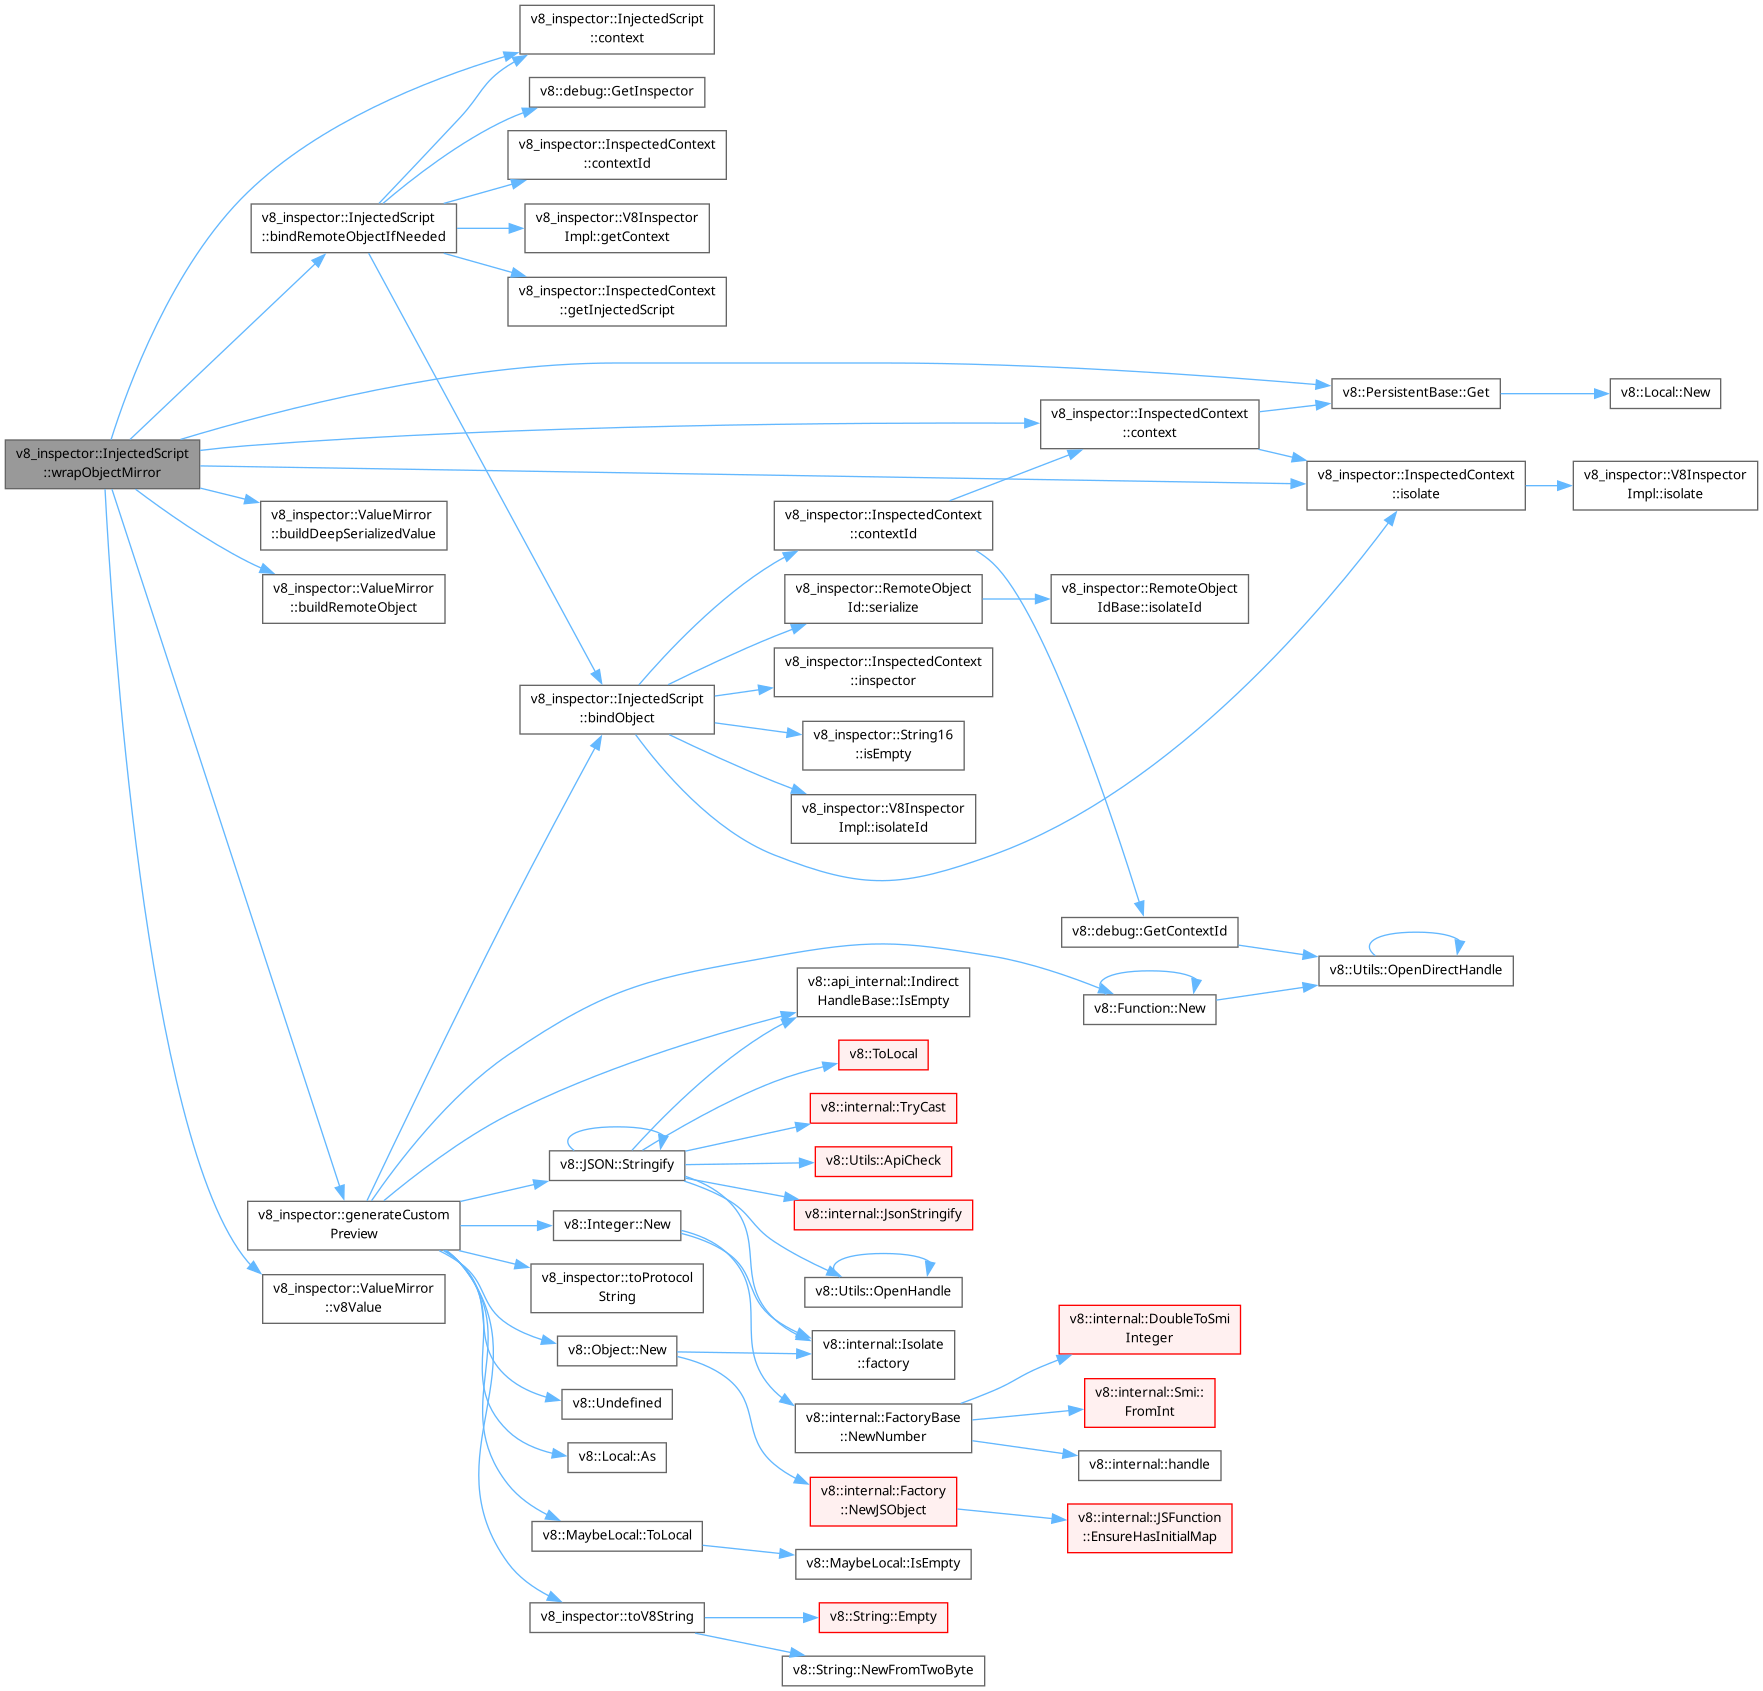 v8_inspector::InjectedScript
::context
v8::debug::GetInspector
v8_inspector::InspectedContext
::contextId
v8_inspector::InjectedScript
::bindRemoteObjectIfNeeded
v8_inspector::V8Inspector
Impl::getContext
v8_inspector::InspectedContext
::getInjectedScript
v8::PersistentBase::Get
v8::Local::New
v8_inspector::InspectedContext
::context
v8_inspector::InjectedScript
::wrapObjectMirror
v8_inspector::InspectedContext
::isolate
v8_inspector::V8Inspector
Impl::isolate
v8_inspector::ValueMirror
::buildDeepSerializedValue
v8_inspector::InspectedContext
::contextId
v8_inspector::ValueMirror
::buildRemoteObject
v8_inspector::RemoteObject
Id::serialize
v8_inspector::RemoteObject
IdBase::isolateId
v8_inspector::InspectedContext
::inspector
v8_inspector::InjectedScript
::bindObject
v8_inspector::String16
::isEmpty
v8_inspector::V8Inspector
Impl::isolateId
v8::debug::GetContextId
v8::Utils::OpenDirectHandle
v8::api_internal::Indirect
HandleBase::IsEmpty
v8::Function::New
v8::ToLocal
v8::internal::TryCast
v8::JSON::Stringify
v8::Utils::ApiCheck
v8::internal::JsonStringify
v8_inspector::generateCustom
Preview
v8::Integer::New
v8_inspector::toProtocol
String
v8::Utils::OpenHandle
v8_inspector::ValueMirror
::v8Value
v8::Object::New
v8::internal::Isolate
::factory
v8::internal::DoubleToSmi
Integer
v8::Undefined
v8::internal::FactoryBase
::NewNumber
v8::internal::Smi::
FromInt
v8::Local::As
v8::internal::handle
v8::internal::Factory
::NewJSObject
v8::internal::JSFunction
::EnsureHasInitialMap
v8::MaybeLocal::ToLocal
v8::MaybeLocal::IsEmpty
v8_inspector::toV8String
v8::String::Empty
v8::String::NewFromTwoByte